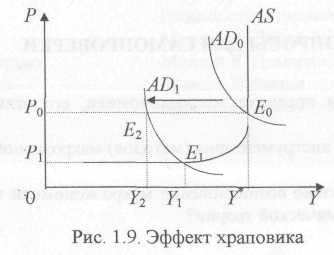 P
AS
AD₀
AD₁
P₀
E₀
E₂
P₁
E₁
0
Y₂
Y₁
Y*
Y
Рис. 1.9. Эффект храповика